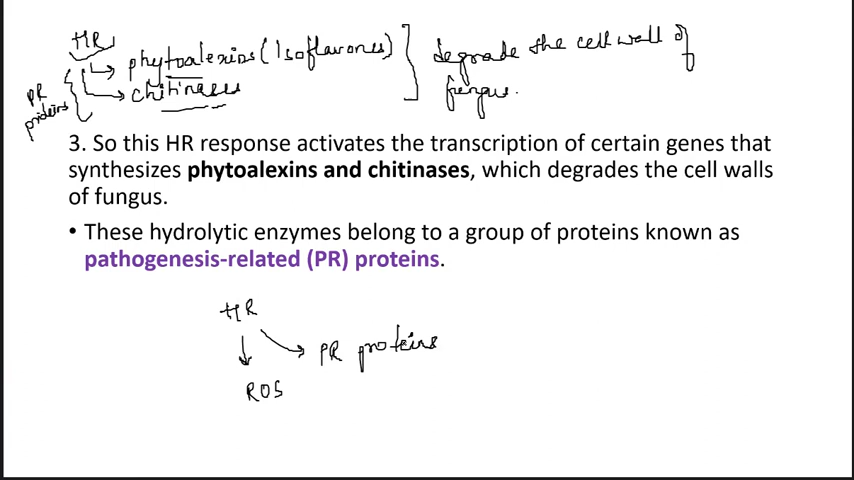 HR
phytoalexins (Isoflavones)
chitinases
PR
proteins
degrade the cell wall of
fungus.
3. So this HR response activates the transcription of certain genes that
synthesizes phytoalexins and chitinases, which degrades the cell walls
of fungus.
• These hydrolytic enzymes belong to a group of proteins known as
pathogenesis-related (PR) proteins.
HR
PR proteins
ROS